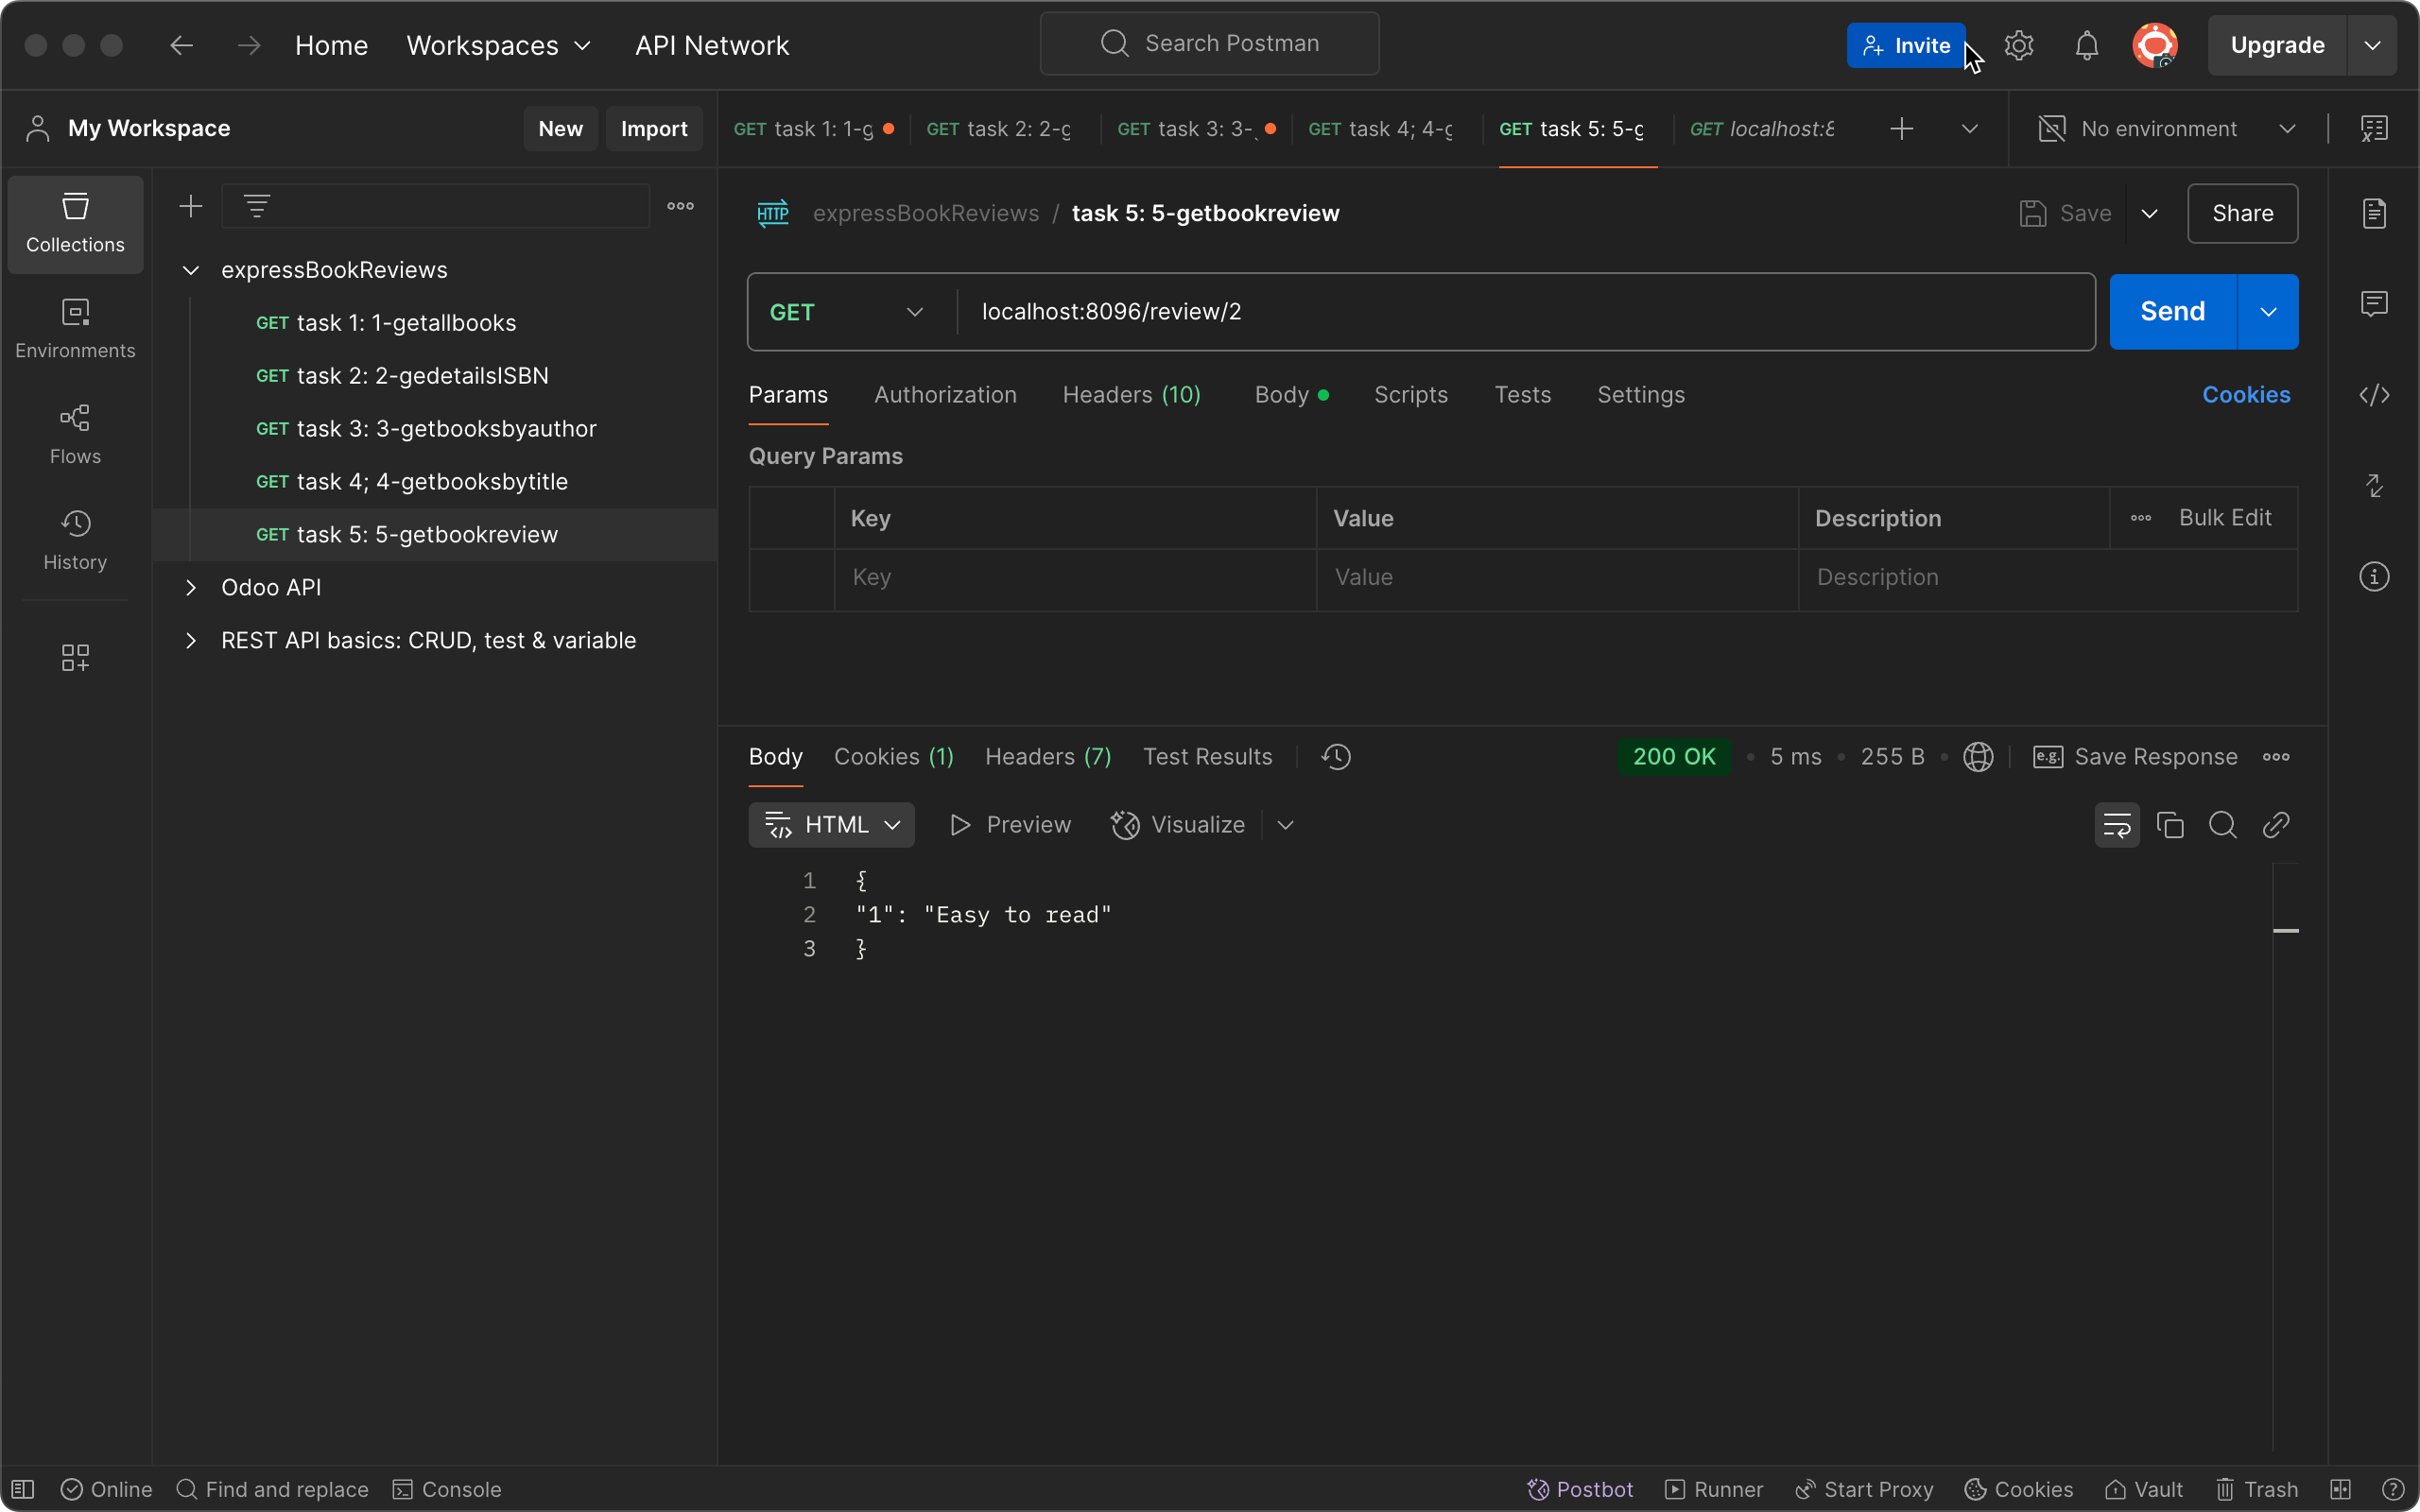 Home Workspaces API Network Search Postman Invite Upgrade
My Workspace New Import GET task 1: 1-g GET task 2: 2-g GET task 3: 3- GET task 4; 4-g GET task 5: 5-g GET localhost:8 No environment
Collections
Environments
Flows
History
expressBookReviews
GET task 1: 1-getallbooks
GET task 2: 2-gedetailsISBN
GET task 3: 3-getbooksbyauthor
GET task 4; 4-getbooksbytitle
GET task 5: 5-getbookreview
Odoo API
REST API basics: CRUD, test & variable
HTTP expressBookReviews / task 5: 5-getbookreview Save Share
GET localhost:8096/review/2 Send
Params Authorization Headers (10) Body Scripts Tests Settings Cookies
Query Params
Key Value Description Bulk Edit
Key Value Description
Body Cookies (1) Headers (7) Test Results 200 OK • 5 ms • 255 B • e.g. Save Response
HTML Preview Visualize
1 {
2 "1": "Easy to read"
3 }
Online Find and replace Console Postbot Runner Start Proxy Cookies Vault Trash